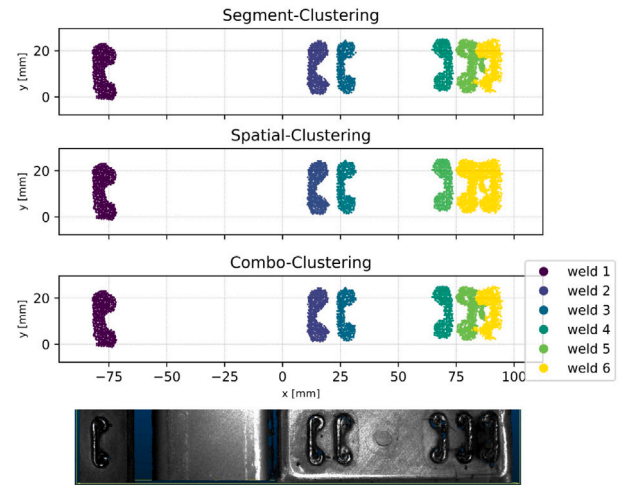 Segment-Clustering
20
0
y [mm]
Spatial-Clustering
20
0
y [mm]
Combo-Clustering
20
0
y [mm]
−75 −50 −25 0 25 50 75 100
x [mm]
weld 1
weld 2
weld 3
weld 4
weld 5
weld 6